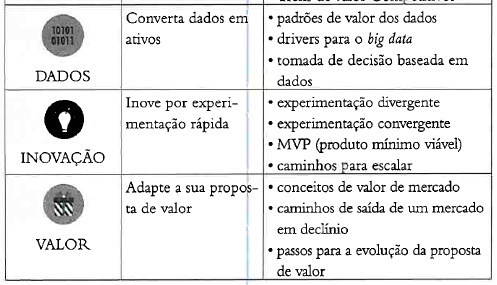 10101
01011
DADOS
Converta dados em
ativos
• padrões de valor dos dados
• drivers para o big data
• tomada de decisão baseada em
dados
INOVAÇÃO
Inove por experi-
mentação rápida
• experimentação divergente
• experimentação convergente
• MVP (produto mínimo viável)
• caminhos para escalar
VALOR
Adapte a sua propos-
ta de valor
• conceitos de valor de mercado
• caminhos de saída de um mercado
em declínio
• passos para a evolução da proposta
de valor